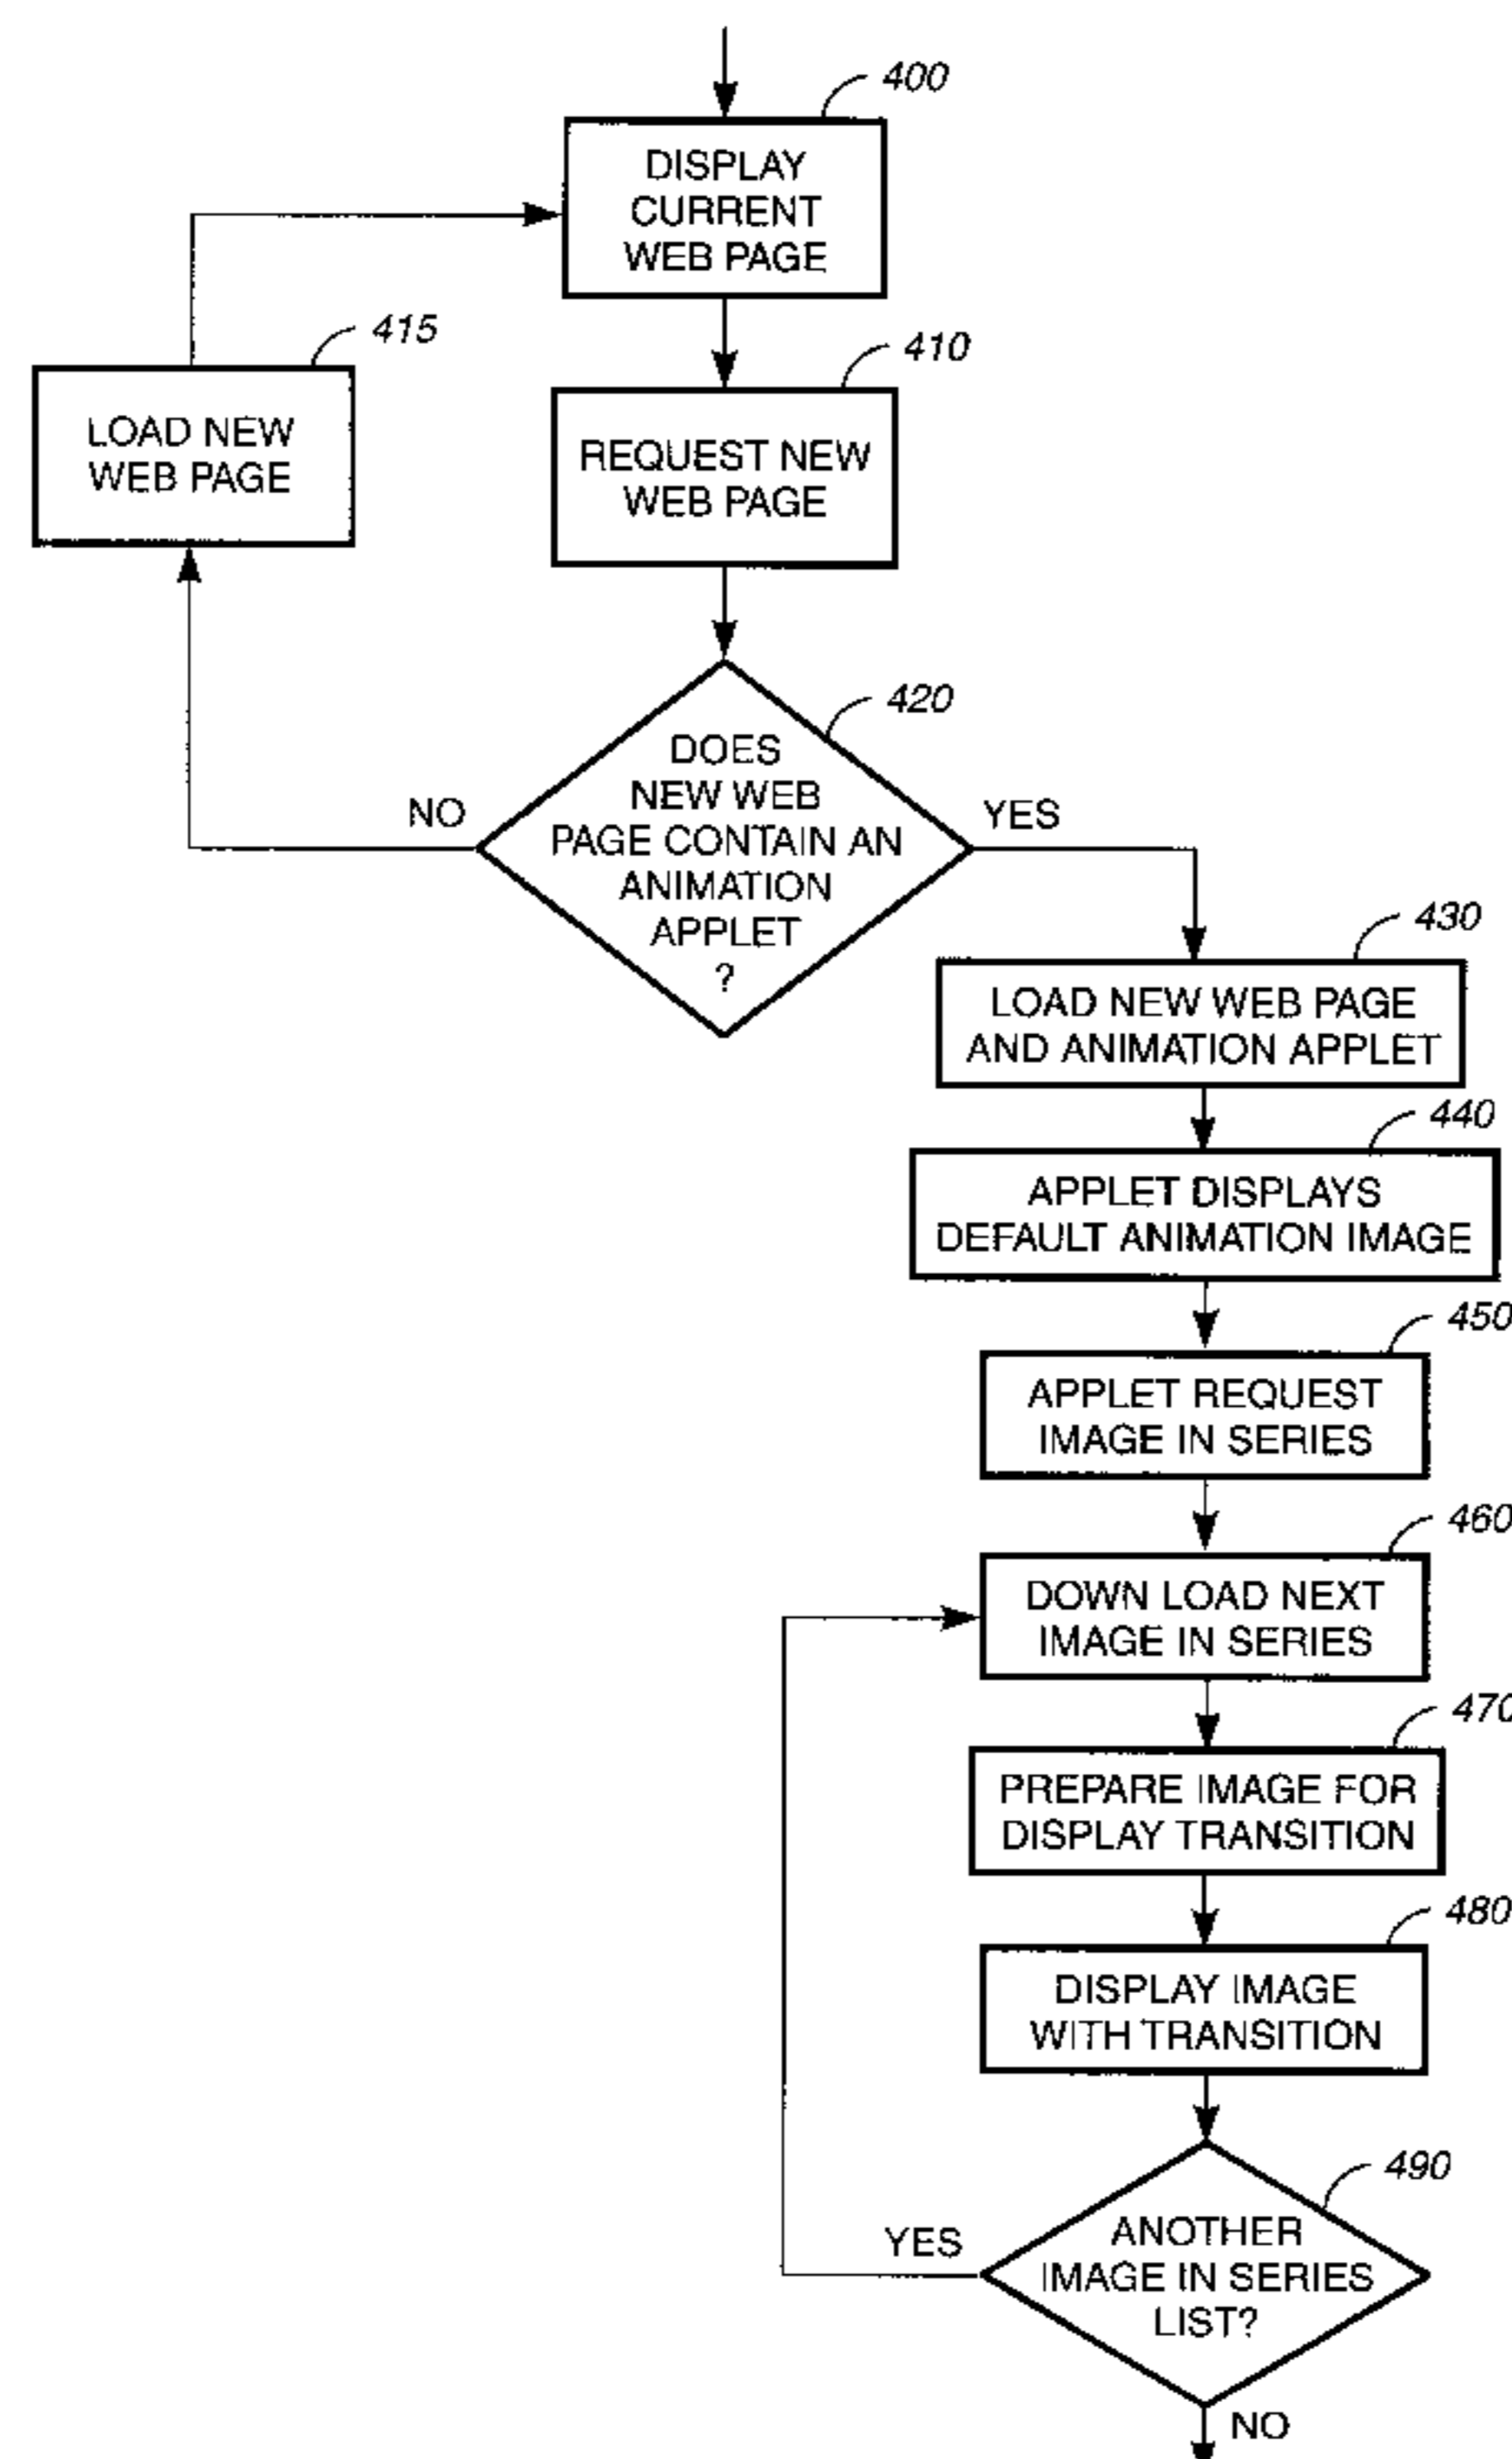 400
DISPLAY
CURRENT
WEB PAGE
415
LOAD NEW
WEB PAGE
410
REQUEST NEW
WEB PAGE
420
DOES
NEW WEB
PAGE CONTAIN AN
ANIMATION
APPLET
?
NO
YES
430
LOAD NEW WEB PAGE
AND ANIMATION APPLET
440
APPLET DISPLAYS
DEFAULT ANIMATION IMAGE
450
APPLET REQUEST
IMAGE IN SERIES
460
DOWN LOAD NEXT
IMAGE IN SERIES
470
PREPARE IMAGE FOR
DISPLAY TRANSITION
480
DISPLAY IMAGE
WITH TRANSITION
490
ANOTHER
IMAGE IN SERIES
LIST?
YES
NO